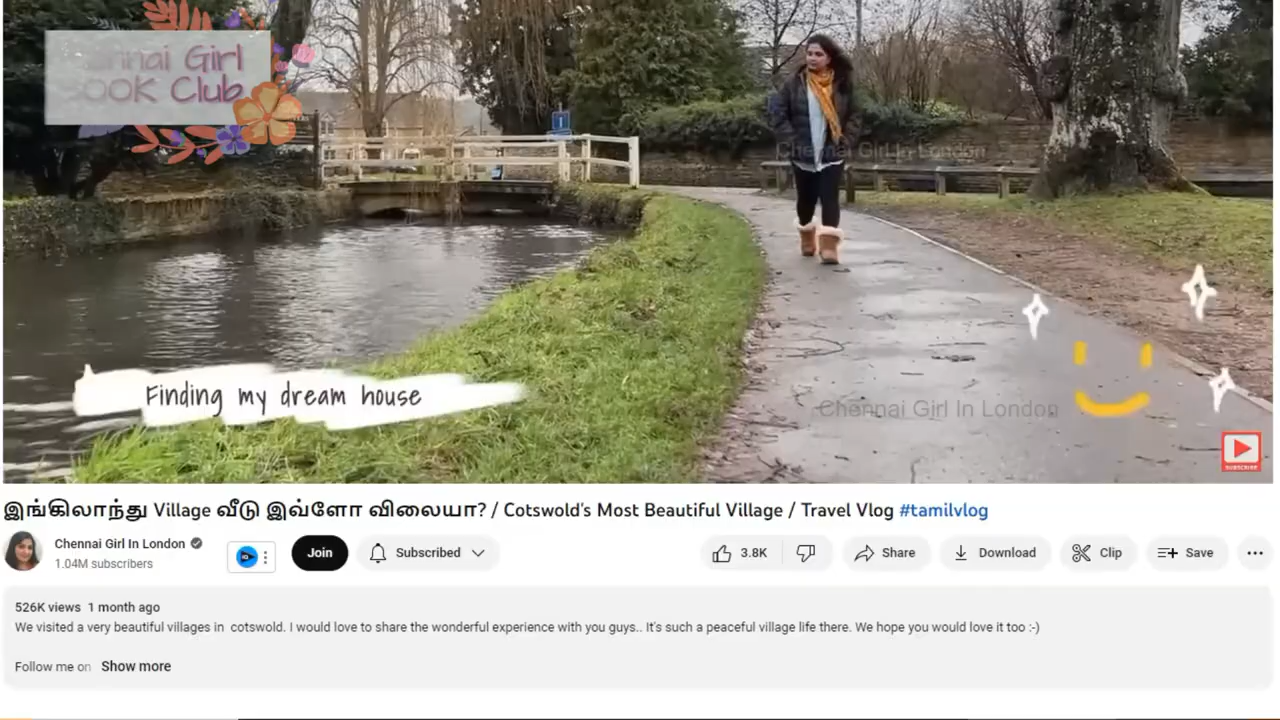 Girl
Club
Chennai Girl In London
Finding my dream house
Chennai Girl In London
SUBSCRIBE
இங்கிலாந்து Village வீடு இவ்ளோ விலையா? / Cotswold's Most Beautiful Village / Travel Vlog #tamilvlog
Chennai Girl In London
1.04M subscribers
Join
Subscribed
3.8K
Share
Download
Clip
Save
526K views 1 month ago
We visited a very beautiful villages in cotswold. I would love to share the wonderful experience with you guys.. It's such a peaceful village life there. We hope you would love it too :-)
Follow me on Show more